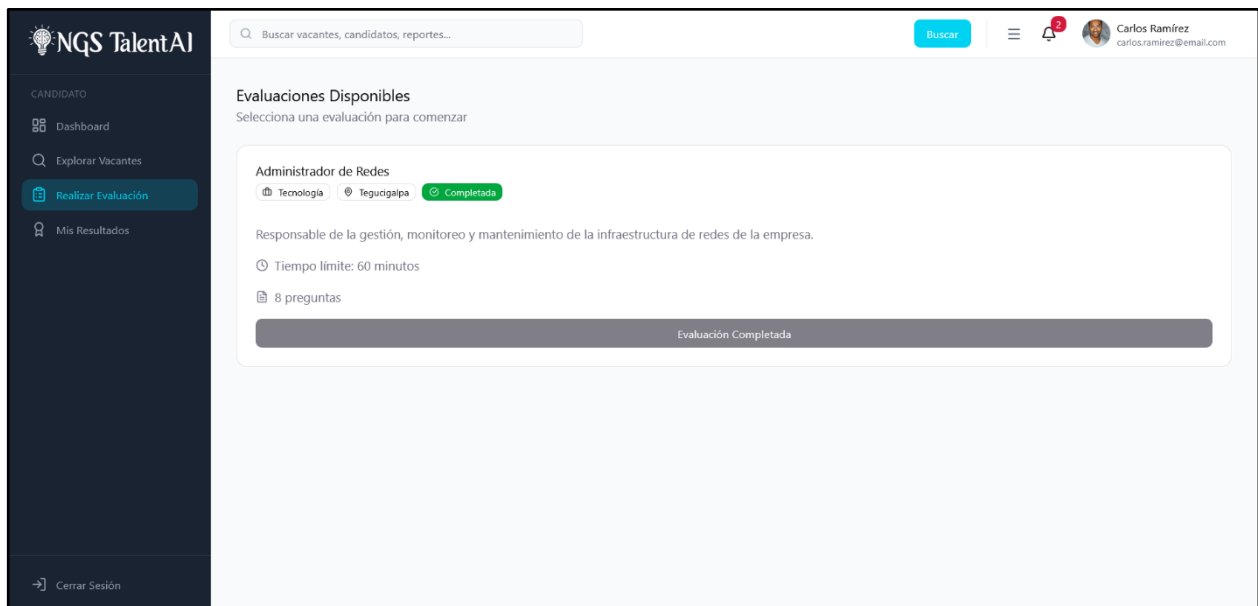 NGS TalentAI
Buscar vacantes, candidatos, reportes...
Buscar
2
Carlos Ramírez
carlos.ramirez@email.com
CANDIDATO
Dashboard
Explorar Vacantes
Realizar Evaluación
Mis Resultados
Cerrar Sesión
Evaluaciones Disponibles
Selecciona una evaluación para comenzar
Administrador de Redes
Tecnología Tegucigalpa Completada
Responsable de la gestión, monitoreo y mantenimiento de la infraestructura de redes de la empresa.
Tiempo límite: 60 minutos
8 preguntas
Evaluación Completada